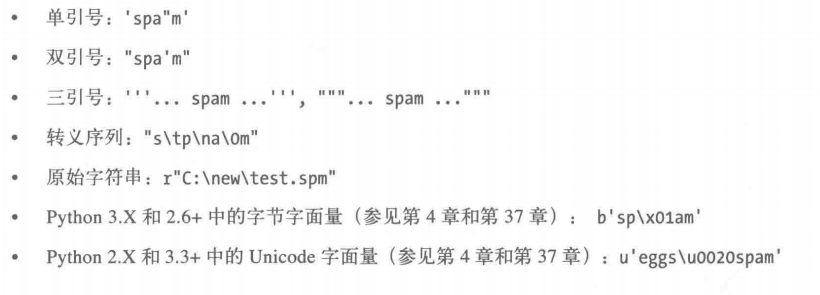 • 单引号：'spa"m'
• 双引号："spa'm"
• 三引号：'''... spam ...''', """... spam ..."""
• 转义序列："s\tp\na\0m"
• 原始字符串：r"C:\new\test.spm"
• Python 3.X 和 2.6+ 中的字节字面量（参见第 4 章和第 37 章）： b'sp\x01am'
• Python 2.X 和 3.3+ 中的 Unicode 字面量（参见第 4 章和第 37 章）：u'eggs\u0020spam'